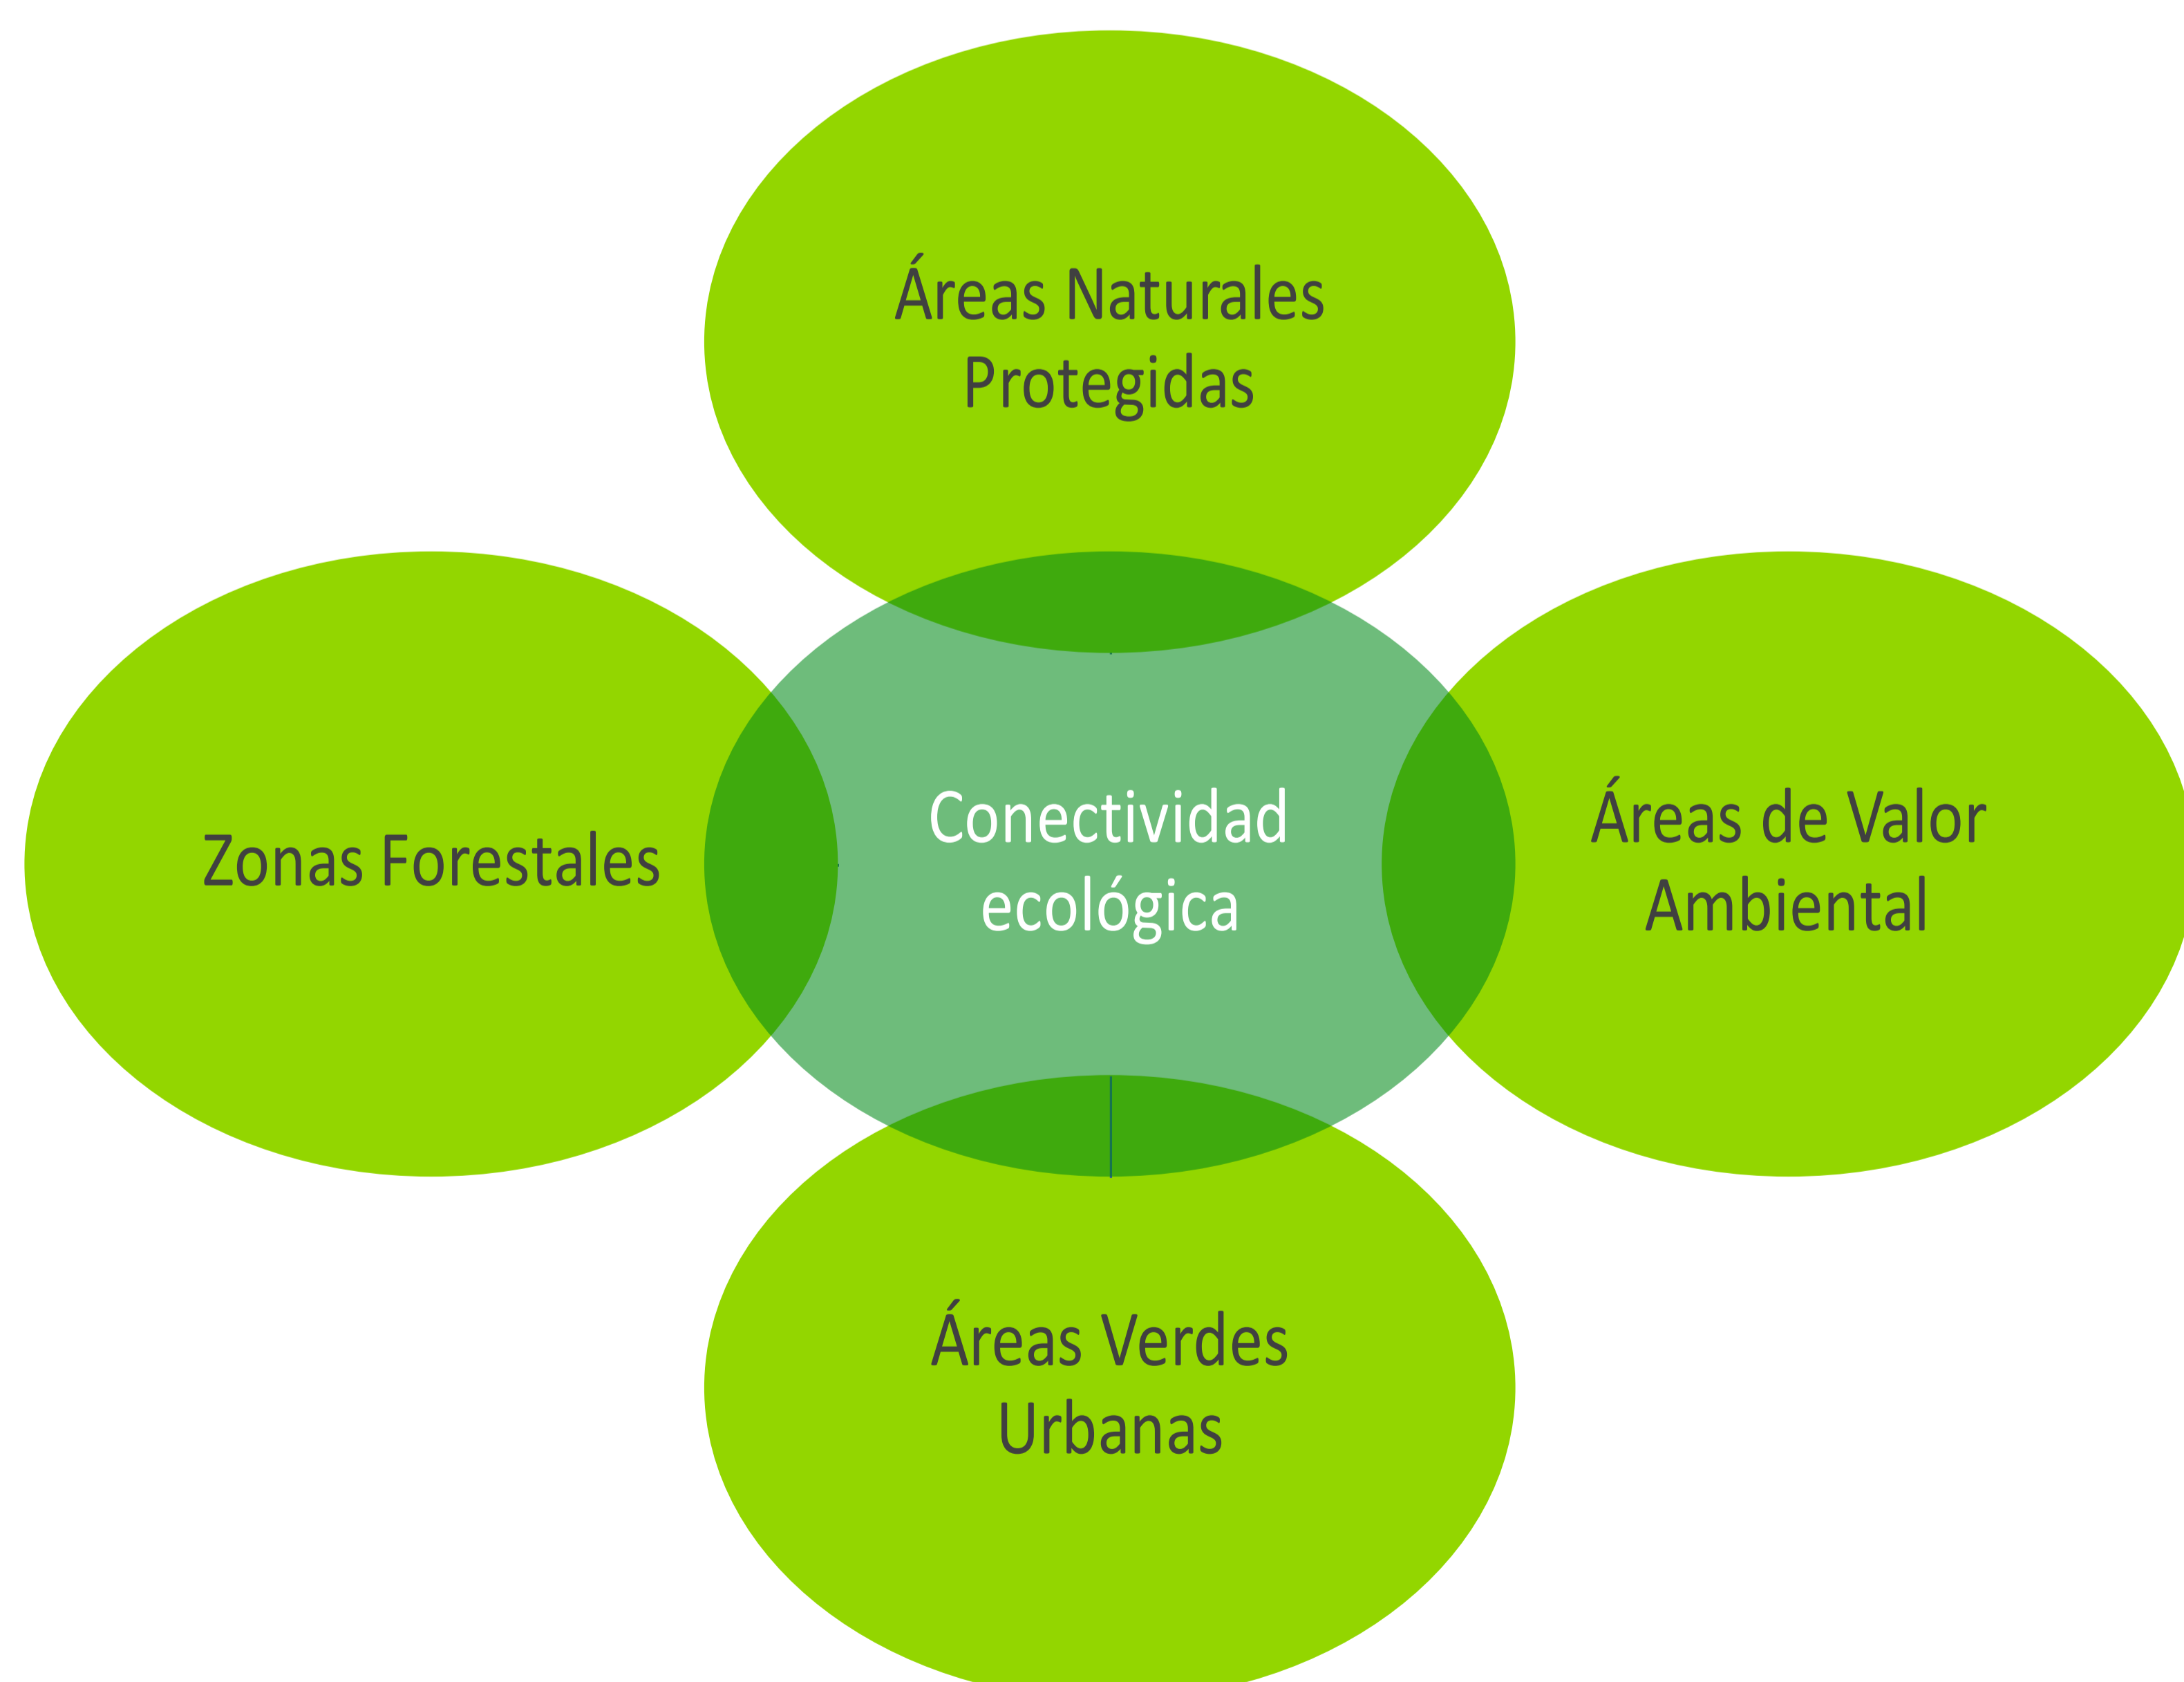 Áreas Naturales
Protegidas
Zonas Forestales
Conectividad
ecológica
Áreas de Valor
Ambiental
Áreas Verdes
Urbanas